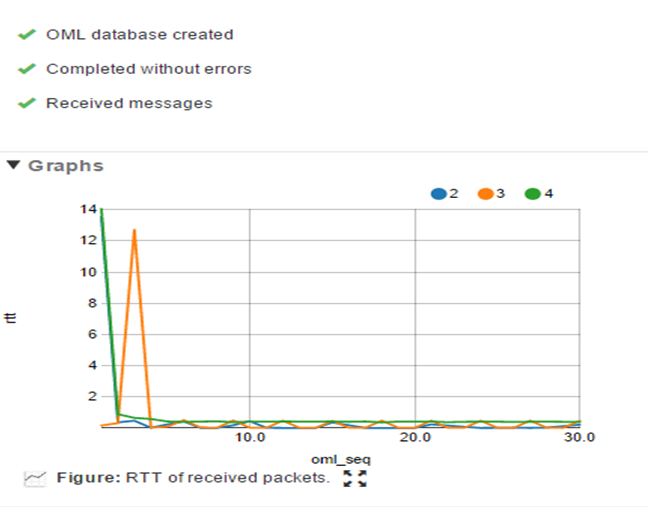 OML database created
Completed without errors
Received messages
Graphs
2 3 4
14
12
10
8
6
4
2
rtt
10.0 20.0 30.0
oml_seq
Figure: RTT of received packets.